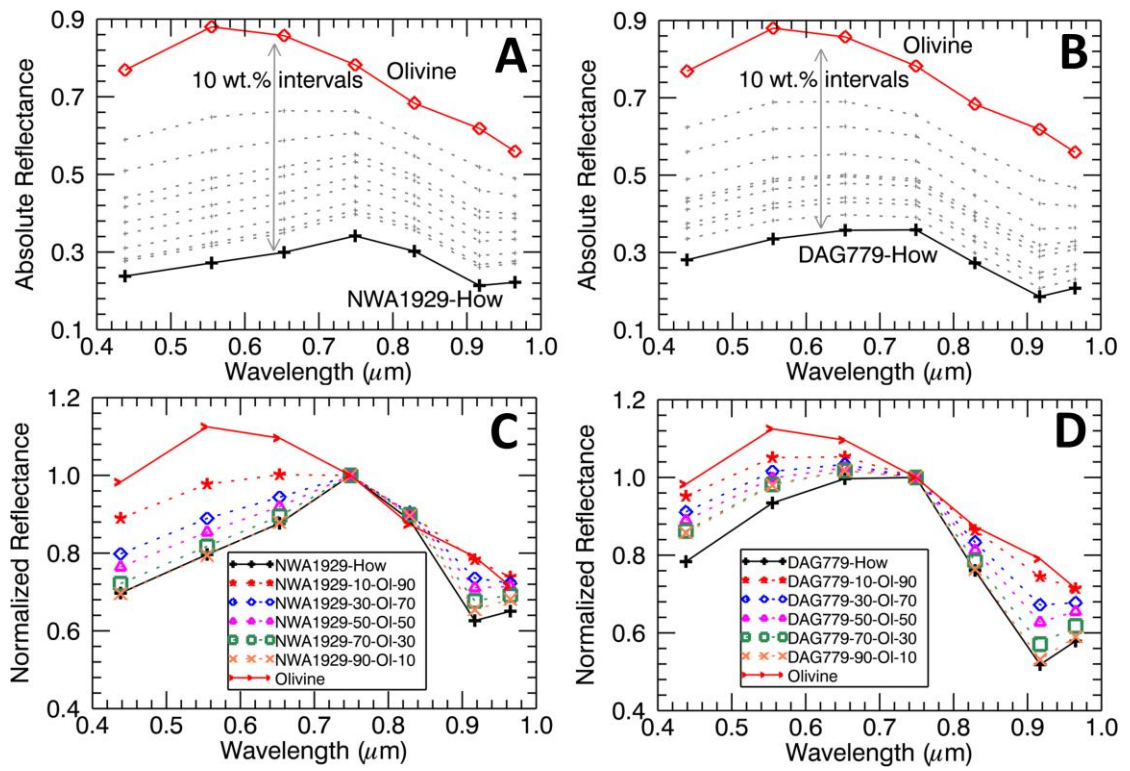 A
B
0.9
0.7
0.5
0.3
0.1
Absolute Reflectance
10 wt.% intervals
Olivine
NWA1929-How
0.4 0.5 0.6 0.7 0.8 0.9 1.0
Wavelength (μm)
0.9
0.7
0.5
0.3
0.1
Absolute Reflectance
Olivine
10 wt.% intervals
DAG779-How
0.4 0.5 0.6 0.7 0.8 0.9 1.0
Wavelength (μm)
C
1.2
1.0
0.8
0.6
0.4
Normalized Reflectance
NWA1929-How
NWA1929-10-Ol-90
NWA1929-30-Ol-70
NWA1929-50-Ol-50
NWA1929-70-Ol-30
NWA1929-90-Ol-10
Olivine
0.4 0.5 0.6 0.7 0.8 0.9 1.0
Wavelength (μm)
D
1.2
1.0
0.8
0.6
0.4
Normalized Reflectance
DAG779-How
DAG779-10-Ol-90
DAG779-30-Ol-70
DAG779-50-Ol-50
DAG779-70-Ol-30
DAG779-90-Ol-10
Olivine
0.4 0.5 0.6 0.7 0.8 0.9 1.0
Wavelength (μm)